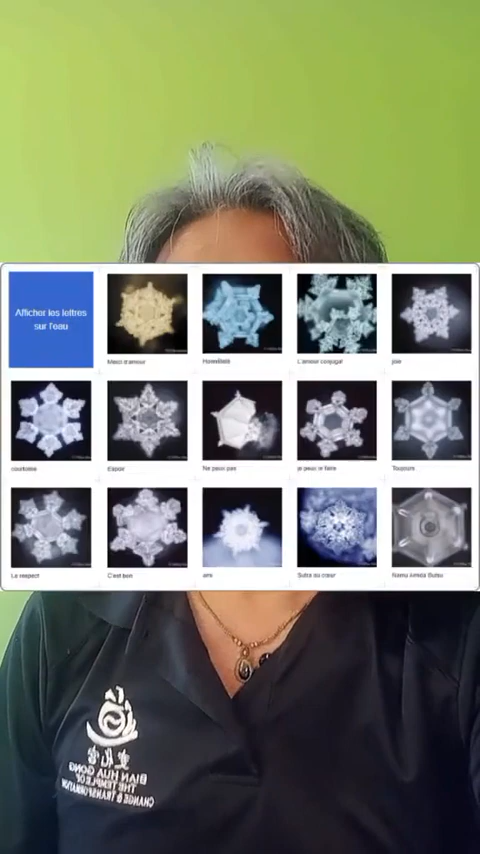 Afficher les lettres
sur l'eau
Merci d'amour
L'amour conjugal
joie
courtoisie
Espoir
Ne peux pas
je peux le faire
Toujours
Le respect
C'est bon
ami
Sutra du cœur
Namu Amida Butsu
BIAN HUA GONG
THE TEMPLE OF
CHANGE & TRANSFORMATION